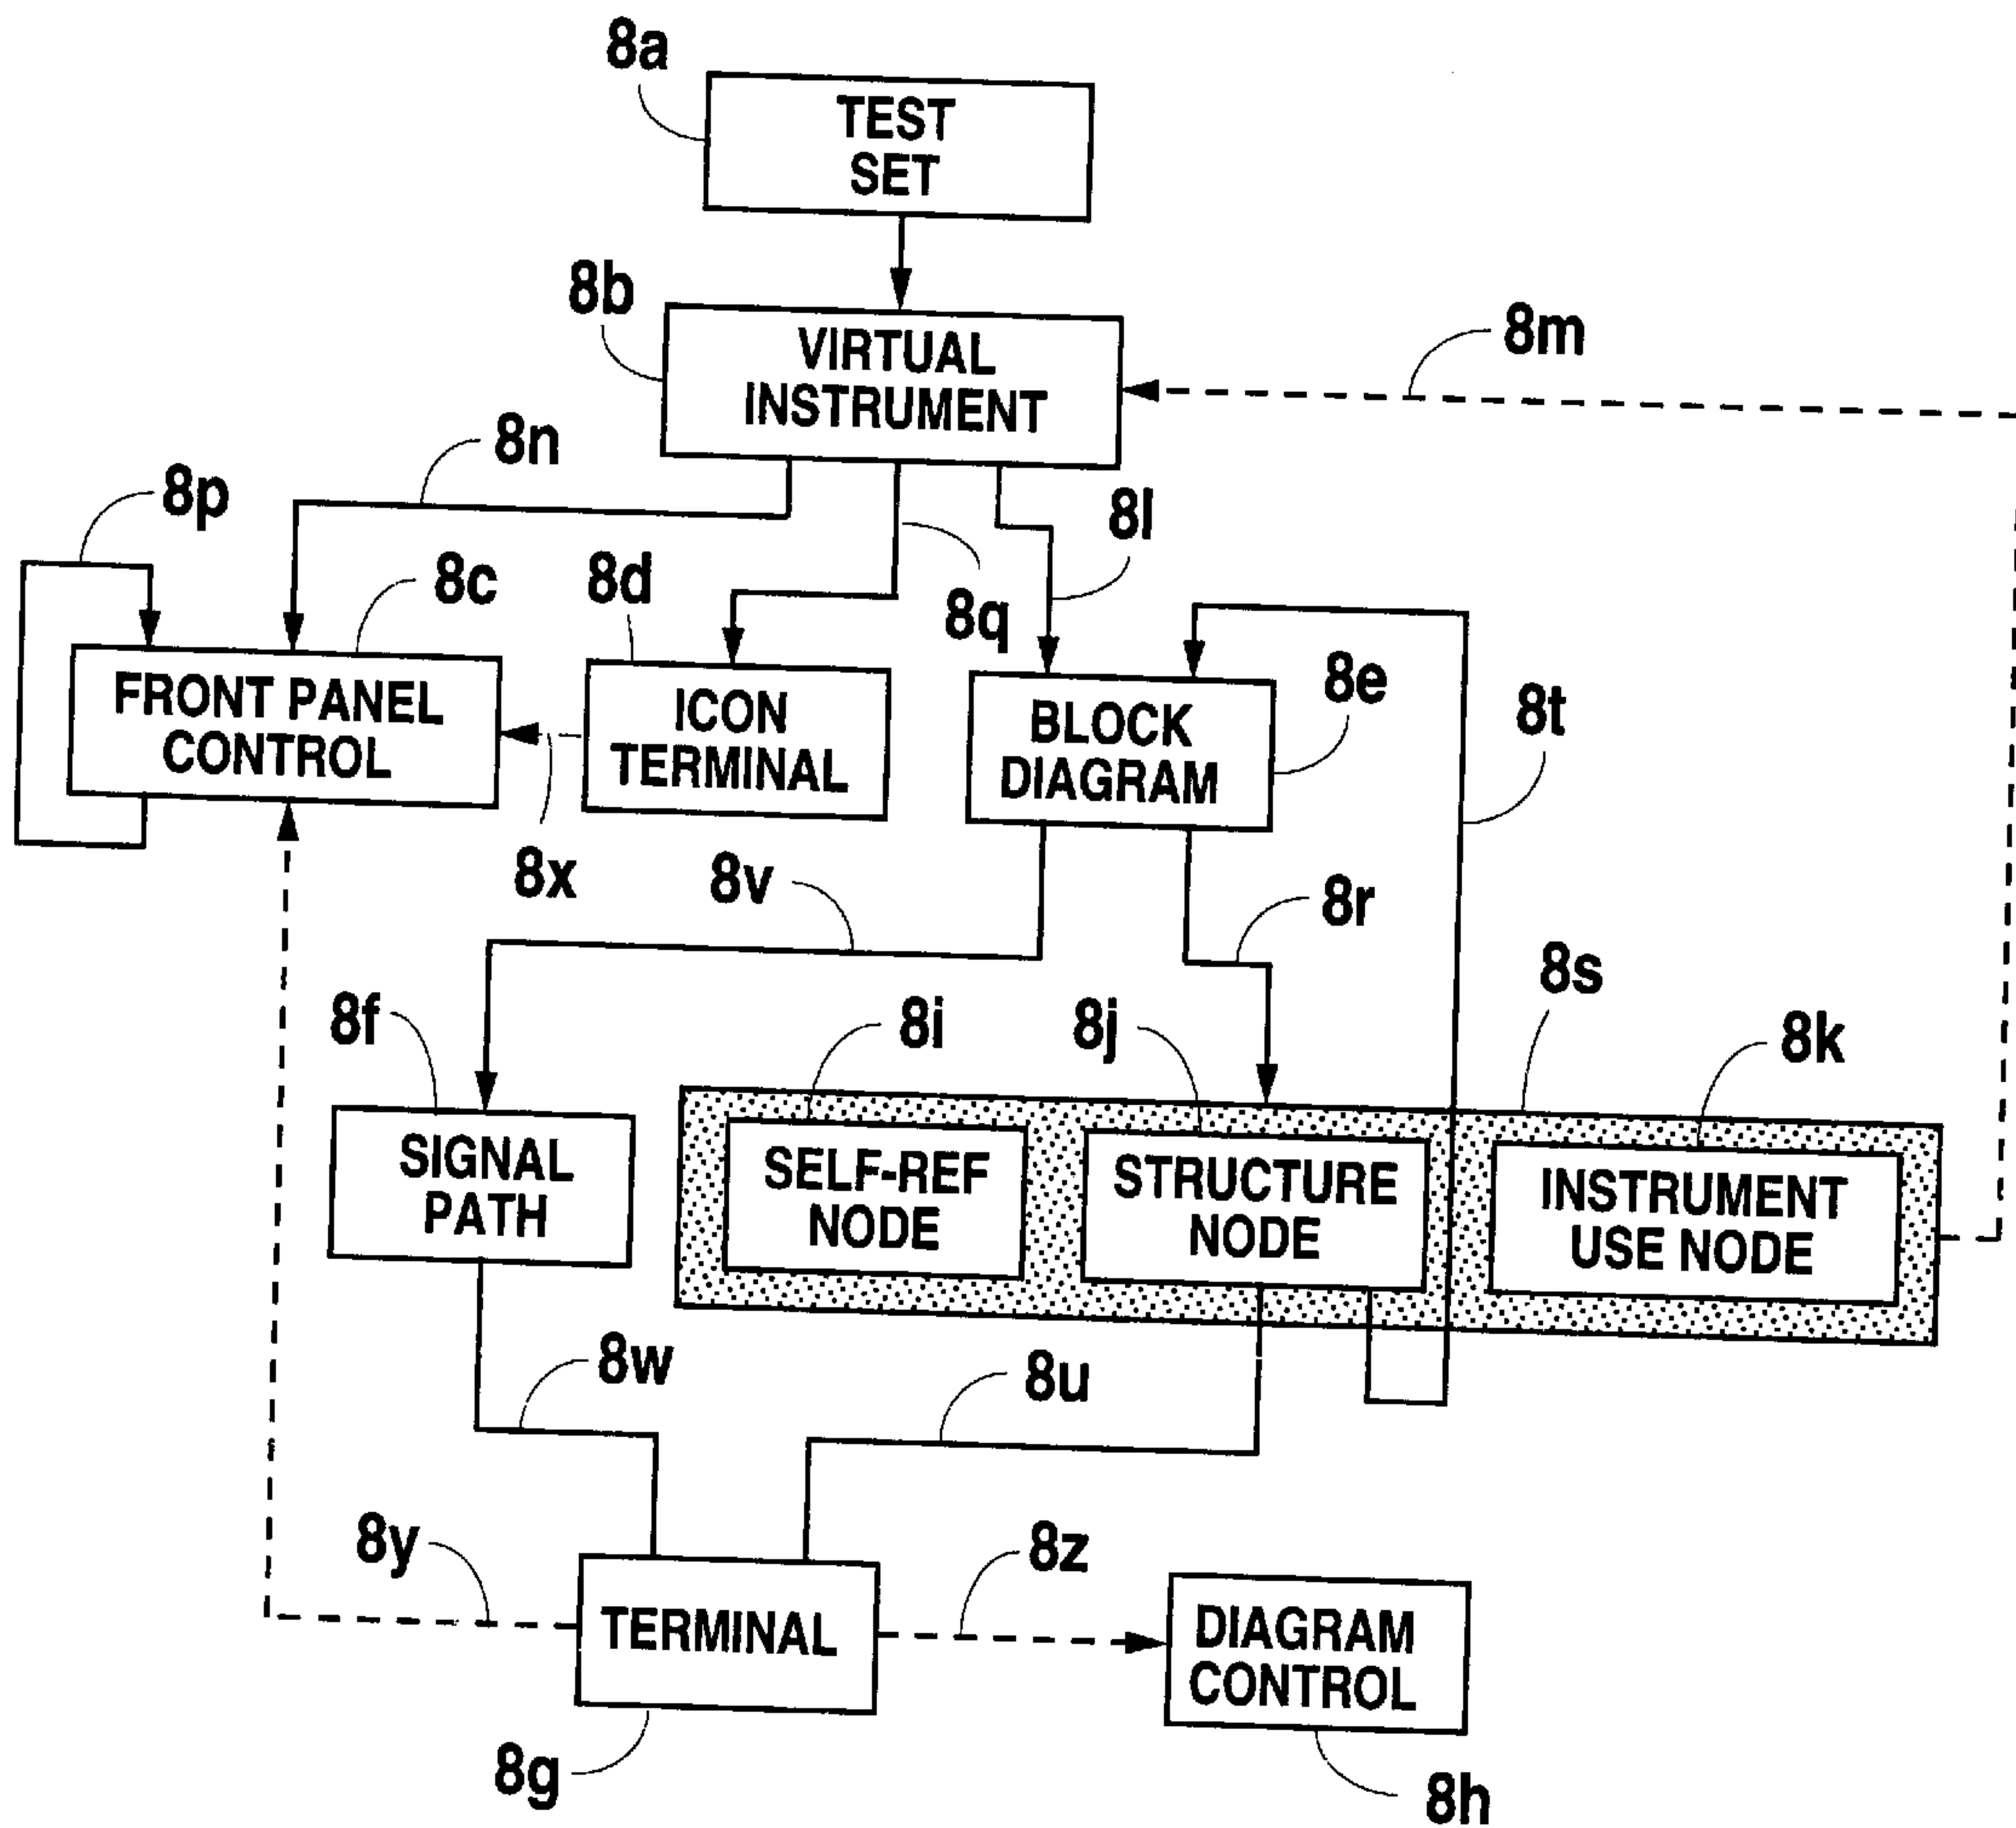 8a
TEST
SET
8b
VIRTUAL
INSTRUMENT
8m
8n
8p
8l
8c
8d
8q
FRONT PANEL
CONTROL
ICON
TERMINAL
BLOCK
DIAGRAM
8e
8t
8x
8v
8r
8s
8f
8i
8j
8k
SIGNAL
PATH
SELF-REF
NODE
STRUCTURE
NODE
INSTRUMENT
USE NODE
8w
8u
8y
8z
TERMINAL
DIAGRAM
CONTROL
8g
8h